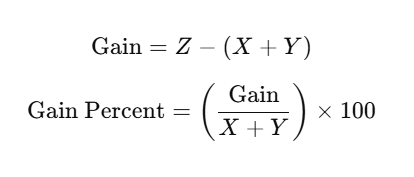 Gain = Z − (X + Y)
Gain Percent = (Gain / X + Y) × 100